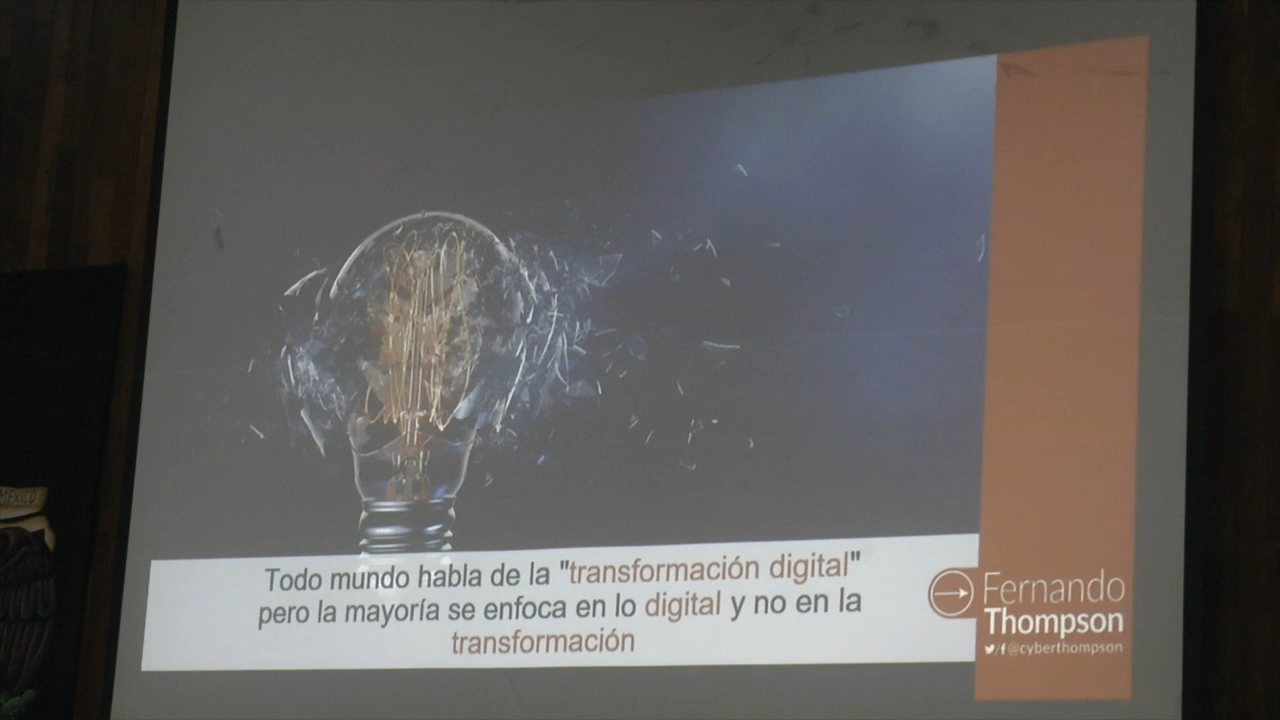 MEXICO
Todo mundo habla de la "transformación digital"
pero la mayoría se enfoca en lo digital y no en la
transformación
Fernando
Thompson
/f@cyberthompson